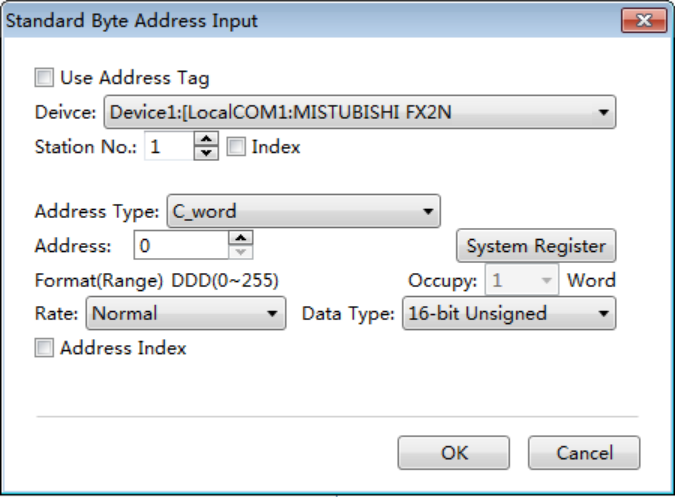 Standard Byte Address Input
Use Address Tag
Deivce: Device1:[LocalCOM1:MISTUBISHI FX2N
Station No.: 1 Index
Address Type: C_word
Address: 0 System Register
Format(Range) DDD(0~255) Occupy: 1 Word
Rate: Normal Data Type: 16-bit Unsigned
Address Index
OK Cancel